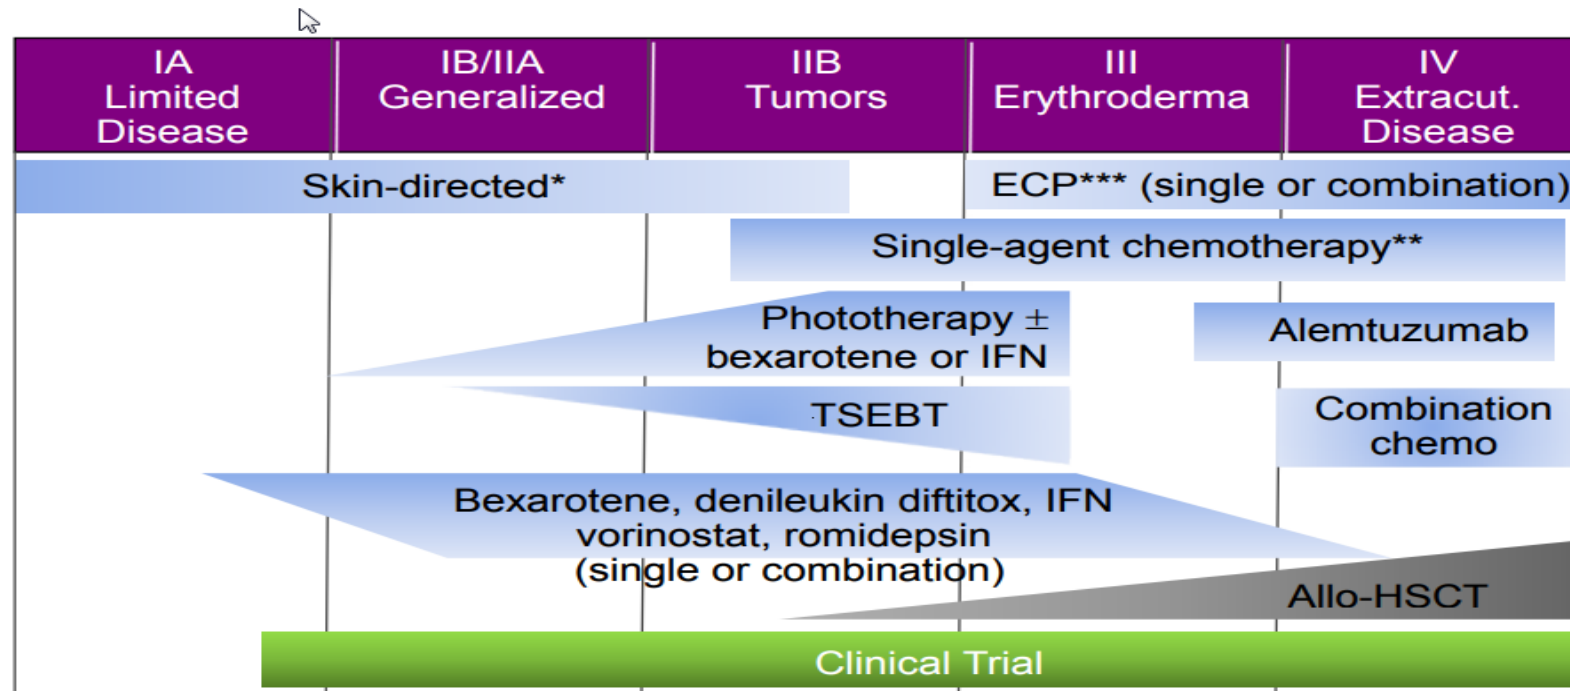 IA
Limited
Disease
IB/IIA
Generalized
IIB
Tumors
III
Erythroderma
IV
Extracut.
Disease
Skin-directed*
ECP*** (single or combination)
Single-agent chemotherapy**
Phototherapy ±
bexarotene or IFN
Alemtuzumab
TSEBT
Combination
chemo
Bexarotene, denileukin diftitox, IFN
vorinostat, romidepsin
(single or combination)
Allo-HSCT
Clinical Trial